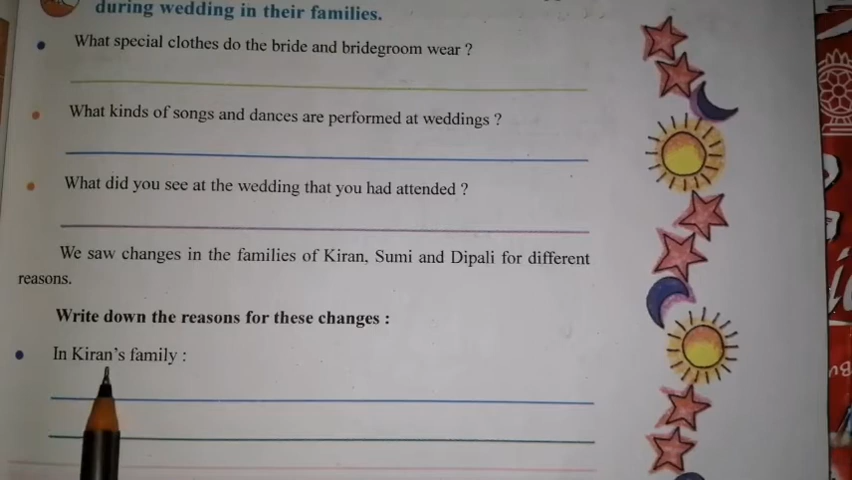 during wedding in their families.
What special clothes do the bride and bridegroom wear ?
What kinds of songs and dances are performed at weddings ?
What did you see at the wedding that you had attended ?
We saw changes in the families of Kiran, Sumi and Dipali for different
reasons.
Write down the reasons for these changes :
In Kiran's family :